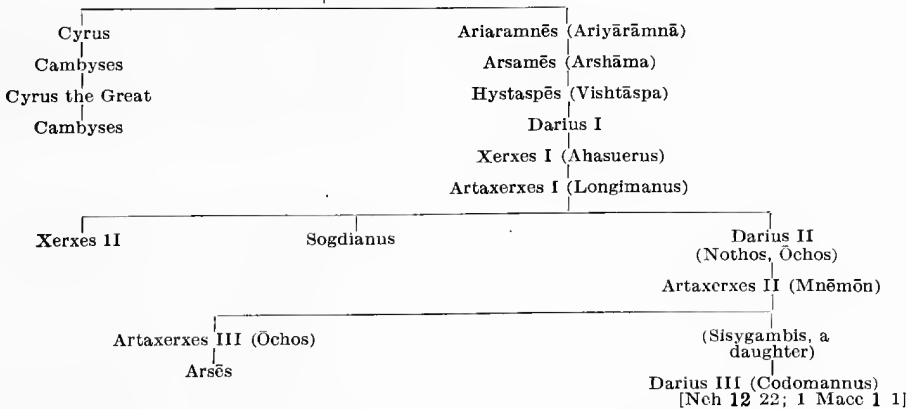 Cyrus Ariaramnēs (Ariyārāmnā)
Cambyses Arsamēs (Arshāma)
Cyrus the Great Hystaspēs (Vishtāspa)
Cambyses Darius I
Xerxes I (Ahasuerus)
Artaxerxes I (Longimanus)
Xerxes II Sogdianus Darius II
(Nothos, Ōchos)
Artaxerxes II (Mnēmōn)
Artaxerxes III (Ōchos) (Sisygambis, a
daughter)
Arsēs
Darius III (Codomannus)
[Neh 12 22; 1 Macc 1 1]